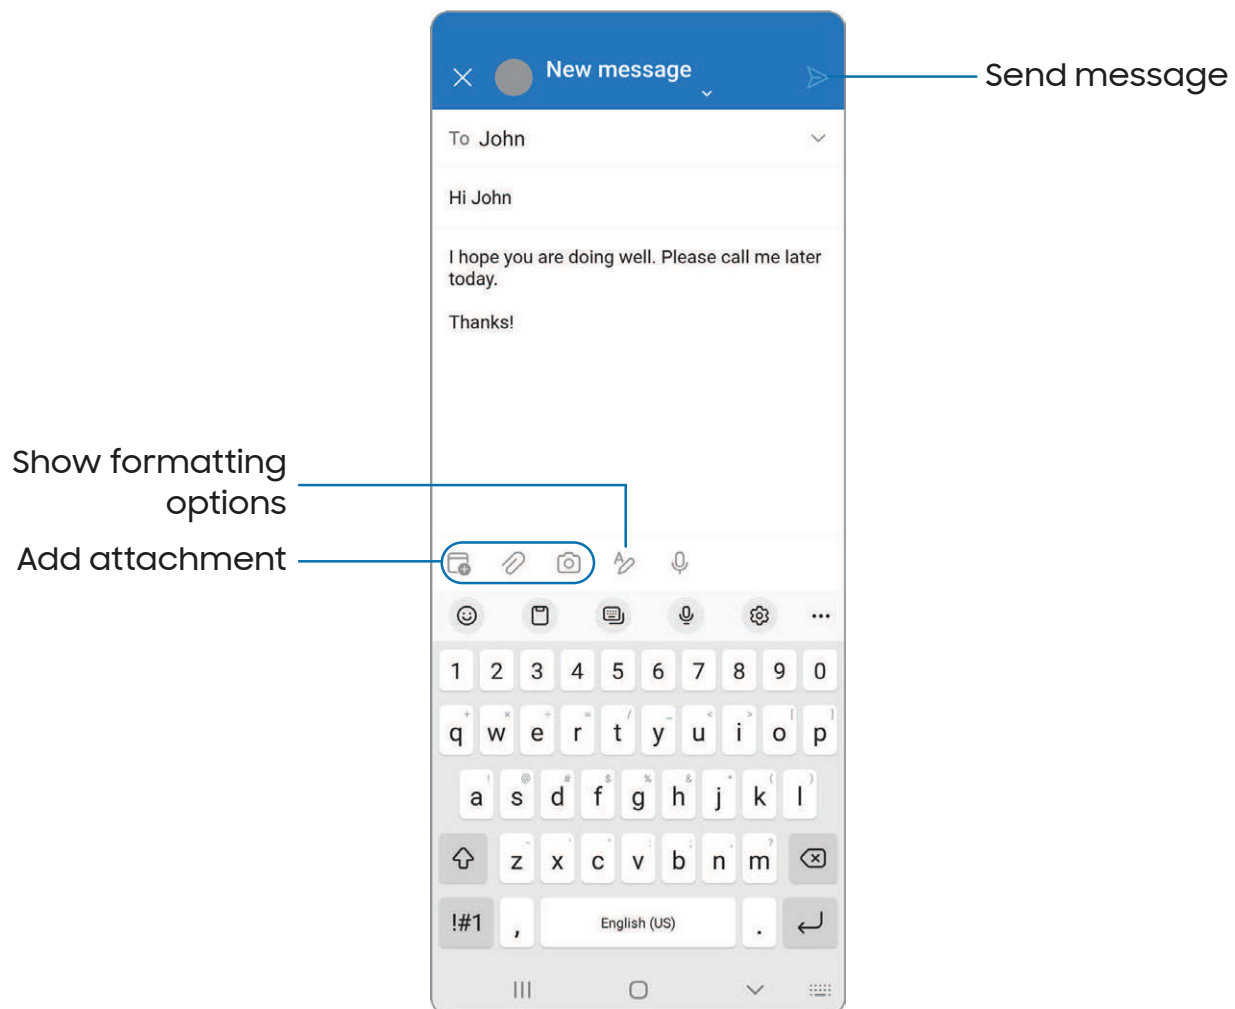 New message
Send message
To John
Hi John
I hope you are doing well. Please call me later
today.
Thanks!
Show formatting
options
Add attachment
1 2 3 4 5 6 7 8 9 0
q w e r t y u i o p
a s d f g h j k l
z x c v b n m
!#1 , English (US) .